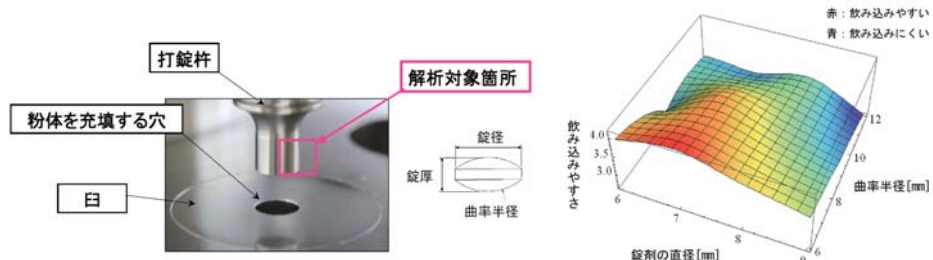 打錠杵
解析対象箇所
粉体を充填する穴
臼
錠径
錠厚
曲率半径
赤：飲み込みやすい
青：飲み込みにくい
飲み込みやすさ
4.0
3.5
3.0
6
7
8
9
錠剤の直径[mm]
6
8
10
12
曲率半径[mm]